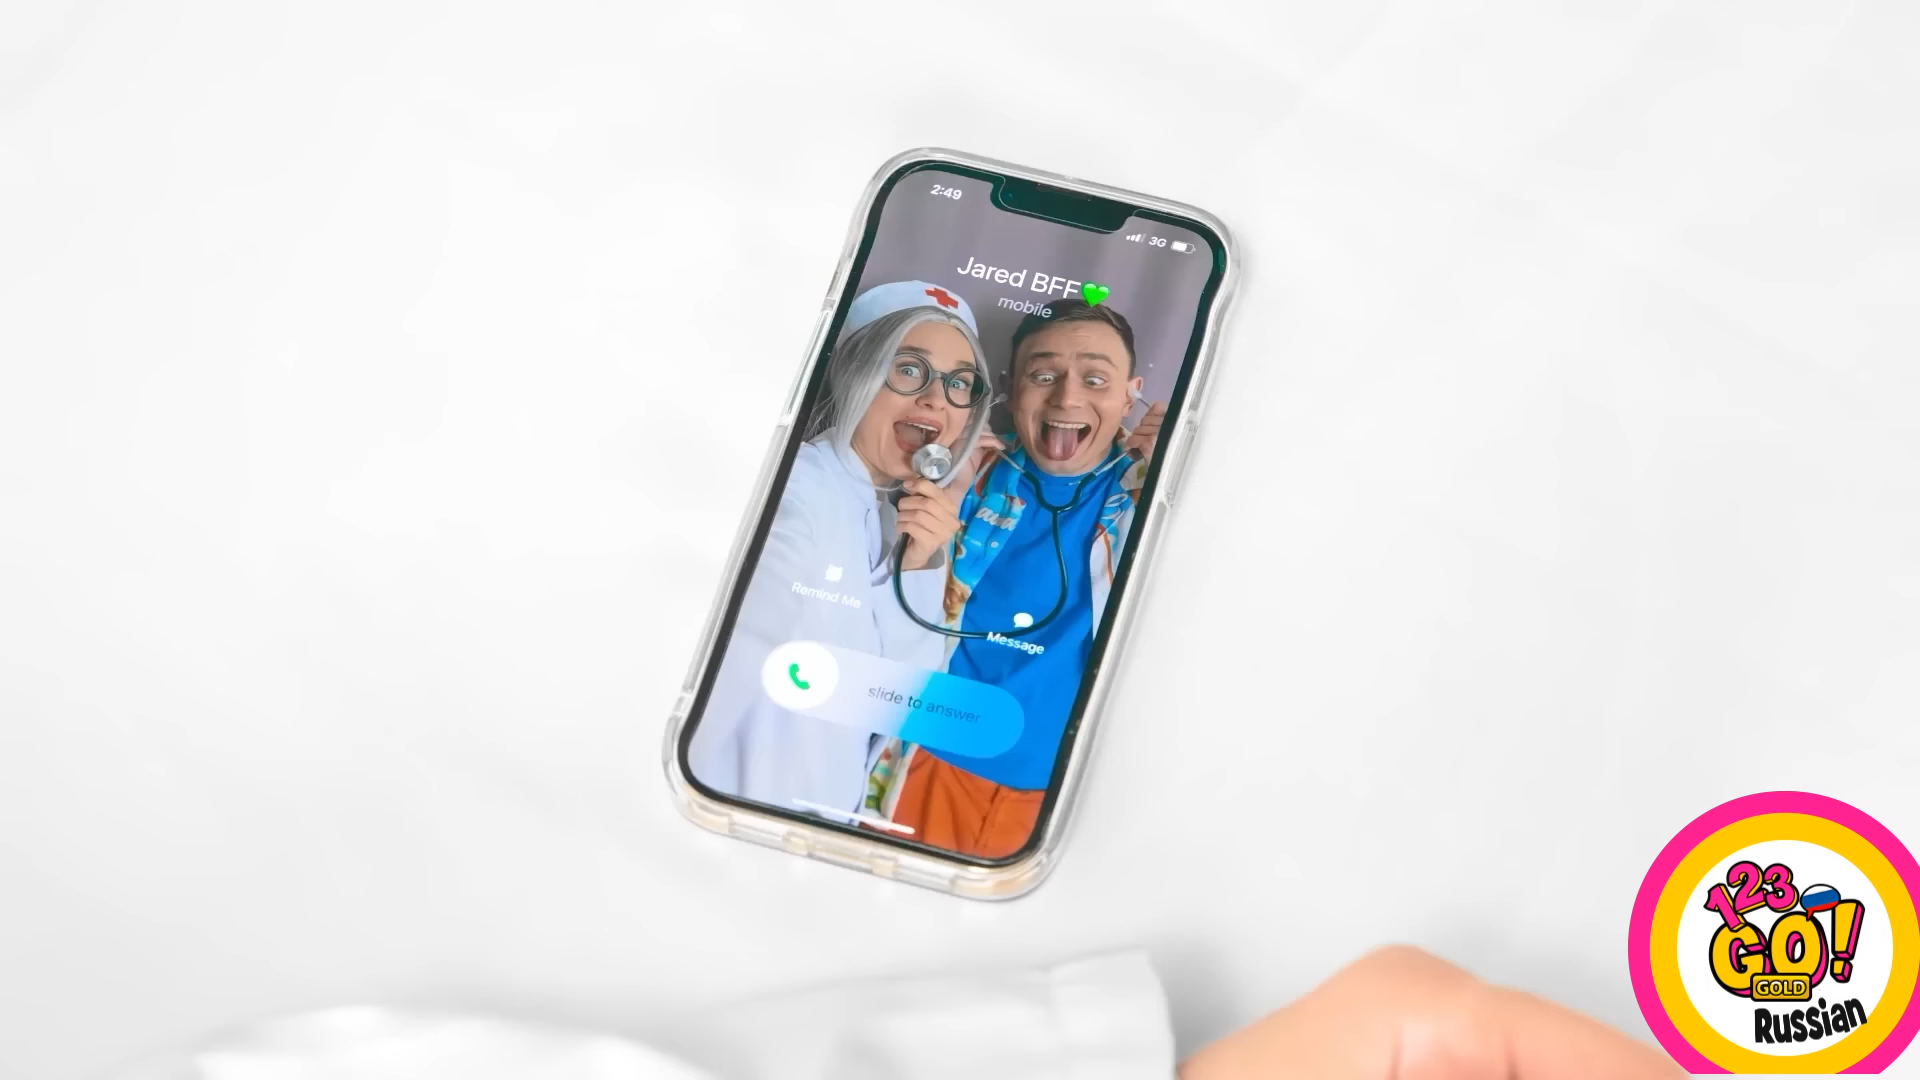 2:49
3G
Jared BFF💚
mobile
Remind Me
Message
slide to answer
123
GO!
GOLD
Russian